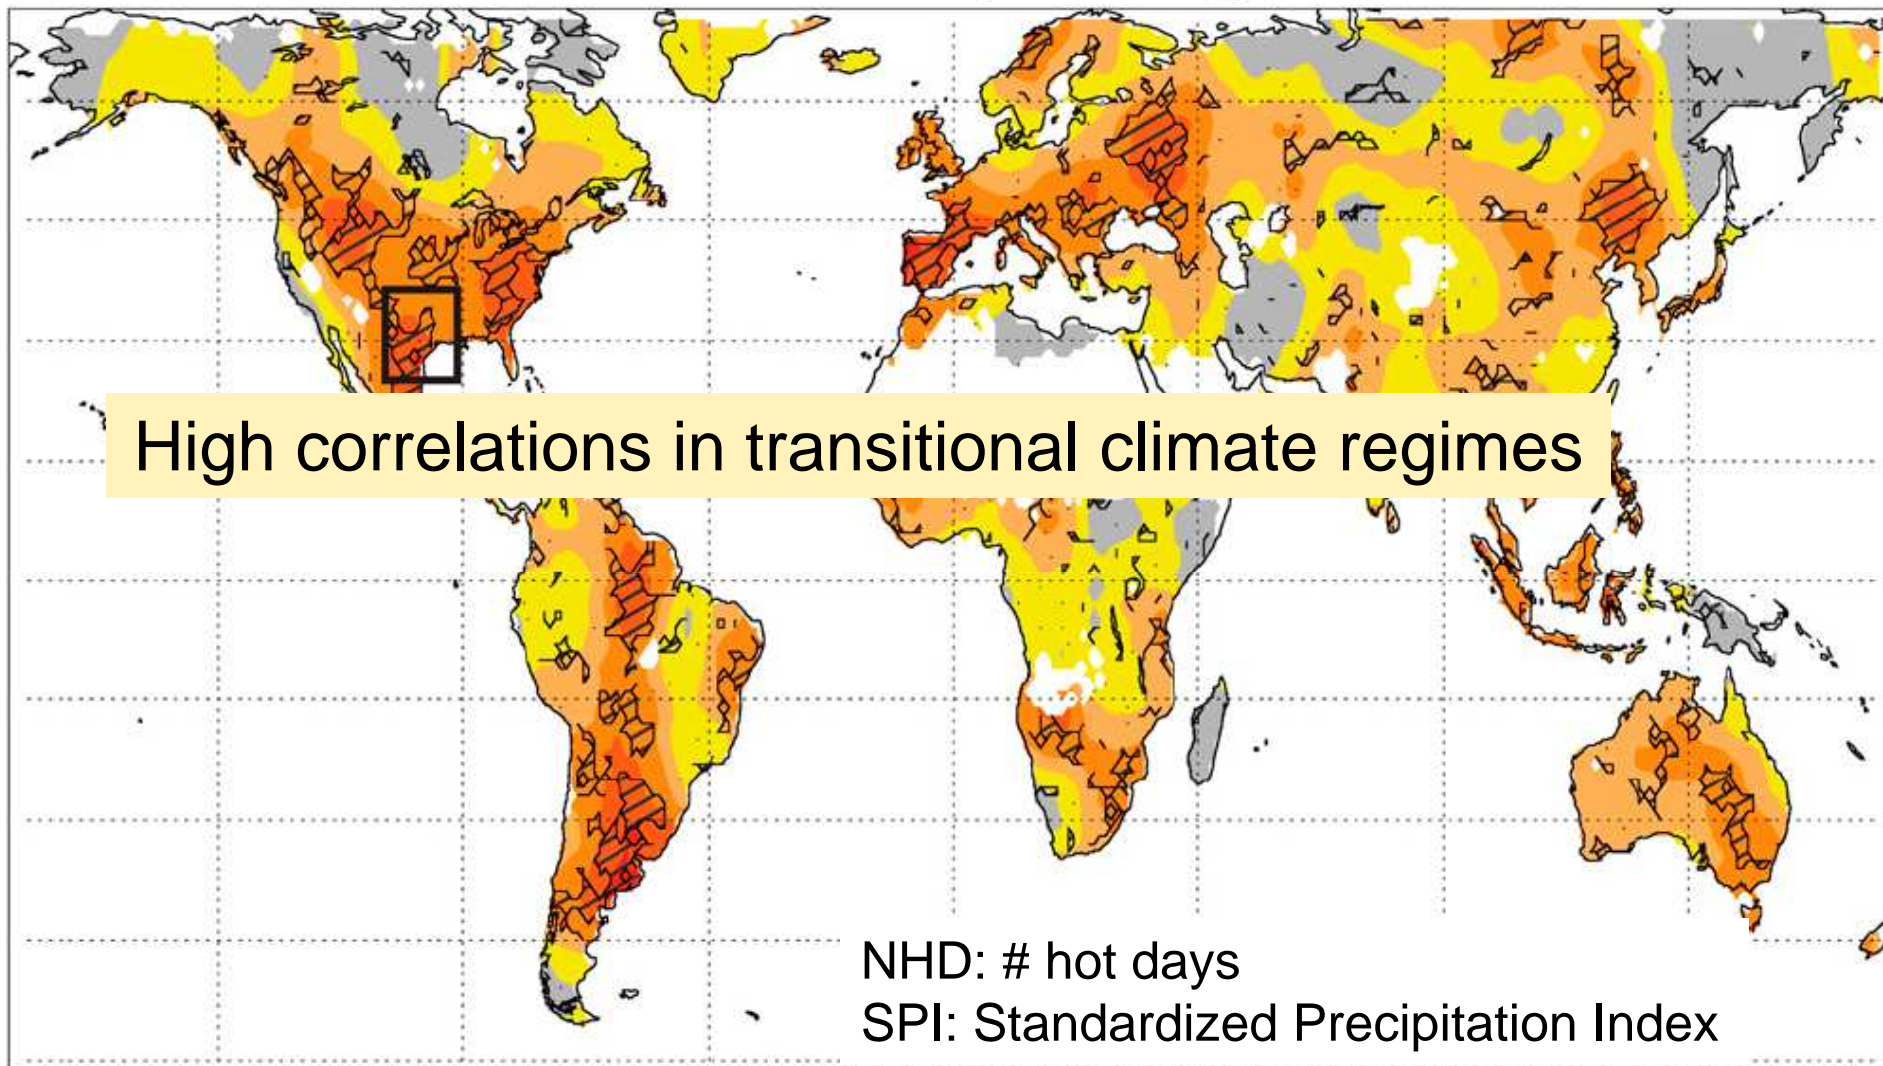 High correlations in transitional climate regimes
NHD: # hot days
SPI: Standardized Precipitation Index